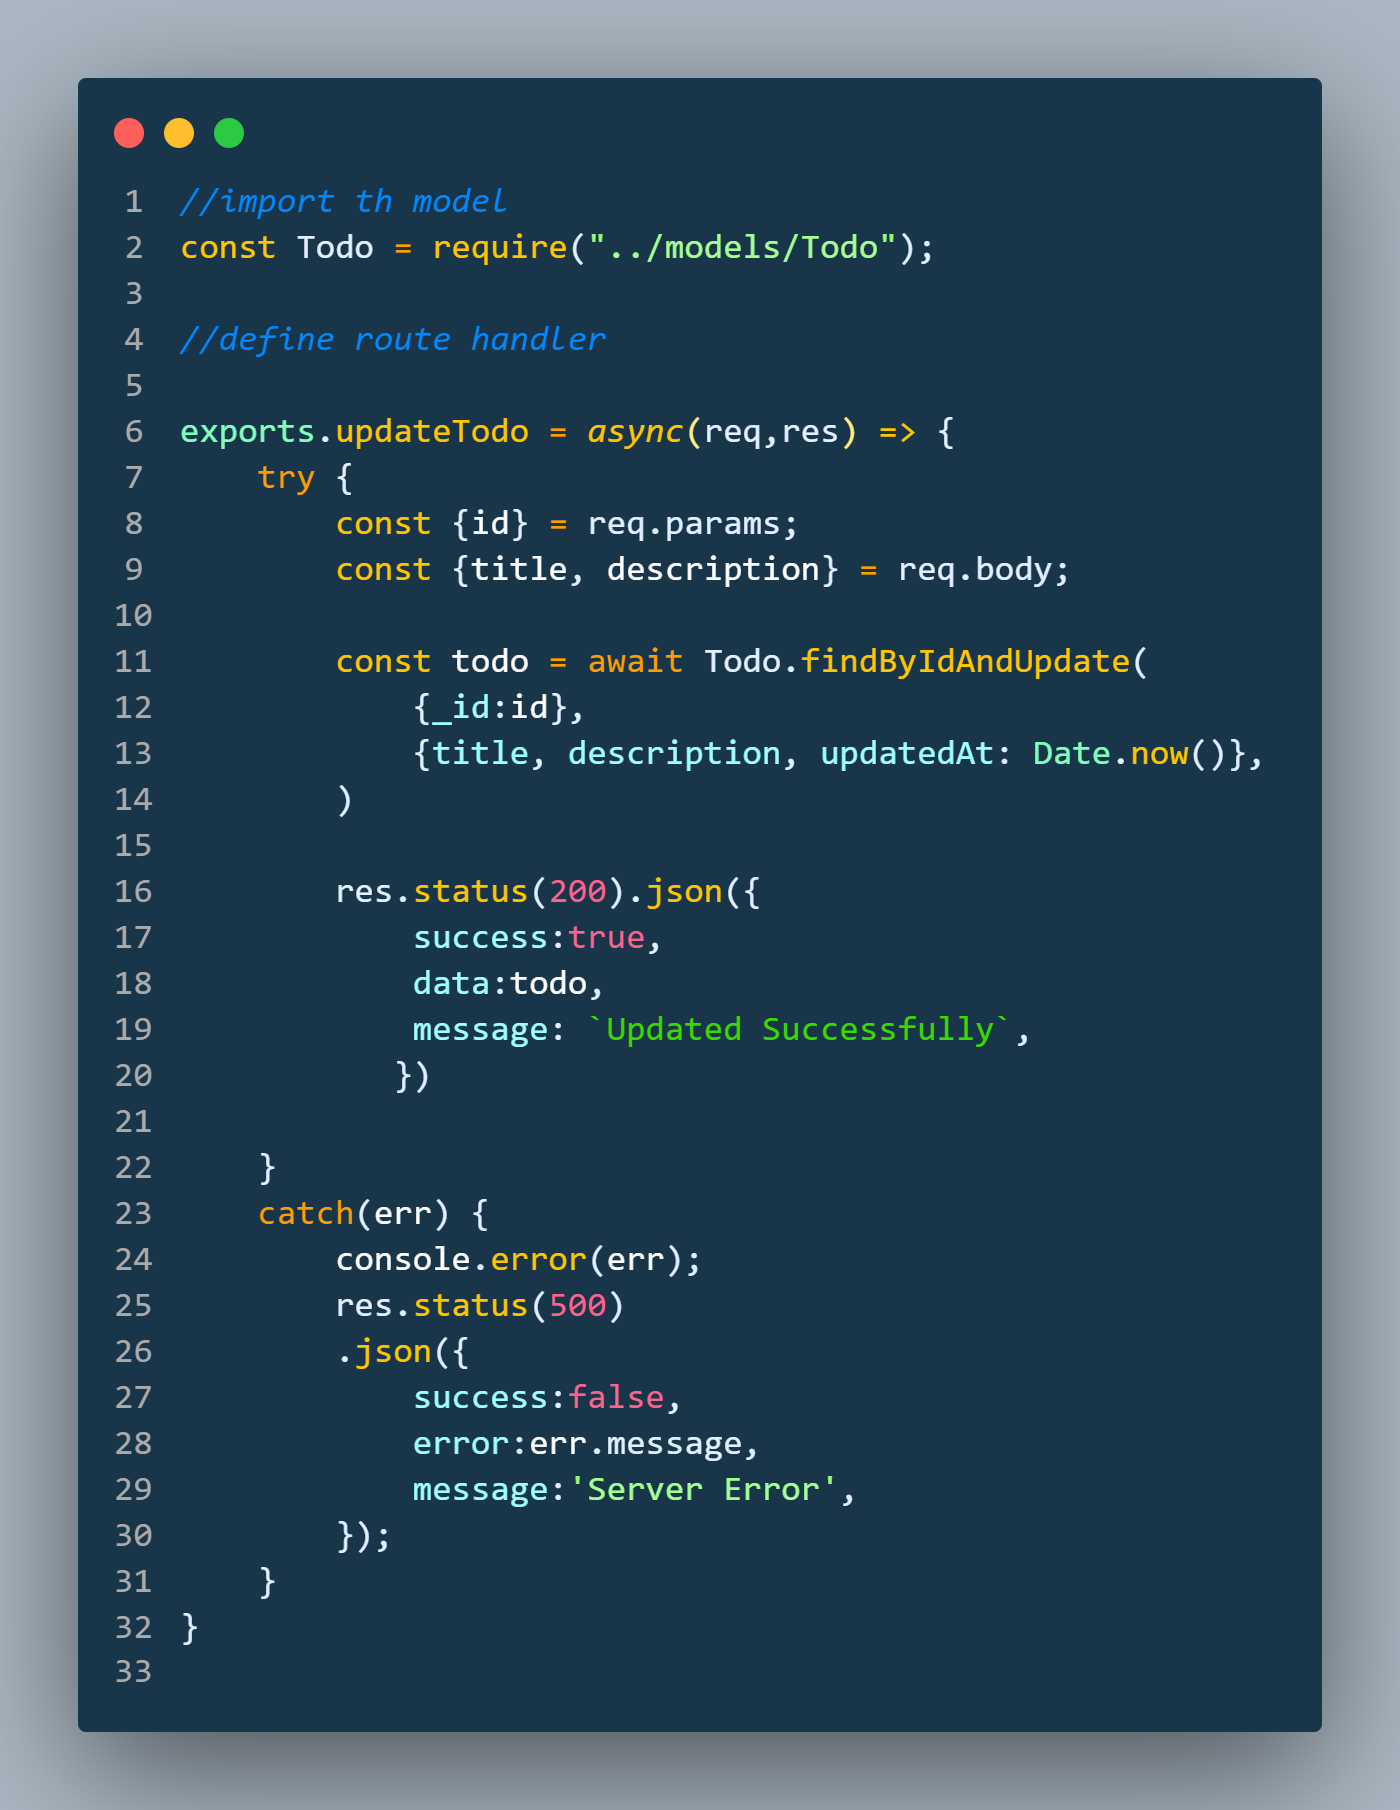 1 //import th model
2 const Todo = require("../models/Todo");
3
4 //define route handler
5
6 exports.updateTodo = async(req,res) => {
7     try {
8         const {id} = req.params;
9         const {title, description} = req.body;
10
11         const todo = await Todo.findByIdAndUpdate(
12             {_id:id},
13             {title, description, updatedAt: Date.now()},
14         )
15
16         res.status(200).json({
17             success:true,
18             data:todo,
19             message: `Updated Successfully`,
20            })
21
22     }
23     catch(err) {
24         console.error(err);
25         res.status(500)
26         .json({
27             success:false,
28             error:err.message,
29             message:'Server Error',
30         });
31     }
32 }
33